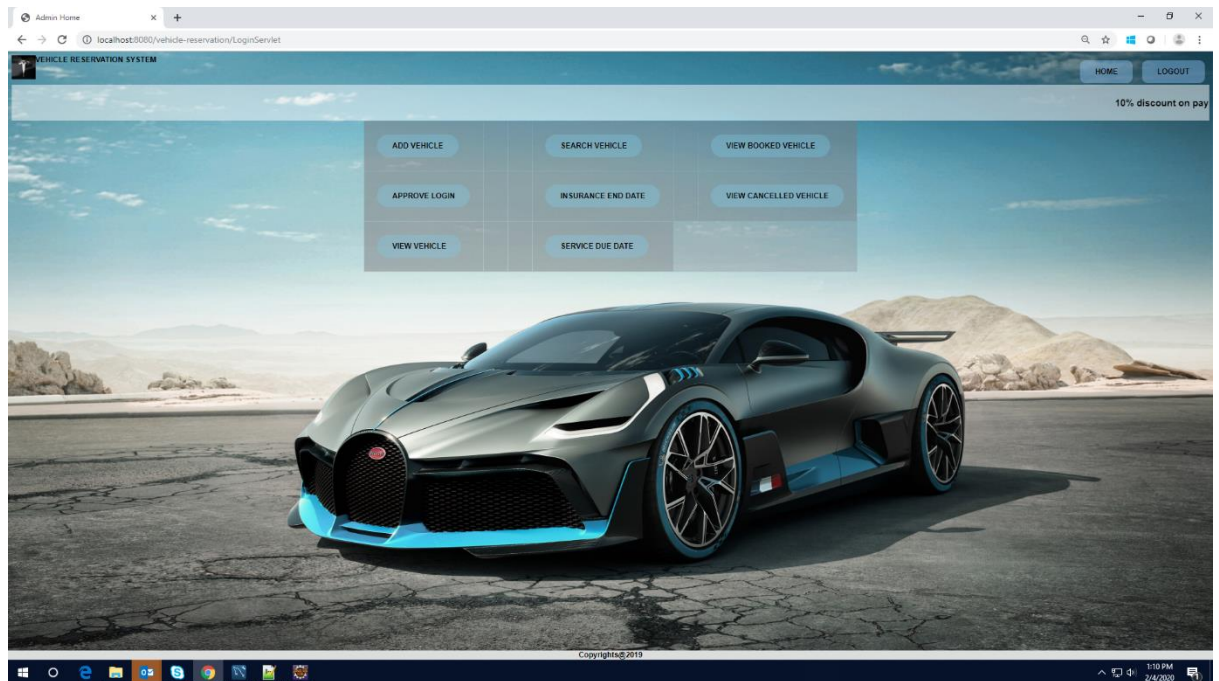 Admin Home
localhost:8080/vehicle-reservation/LoginServlet
VEHICLE RESERVATION SYSTEM
HOME LOGOUT
10% discount on pay
ADD VEHICLE SEARCH VEHICLE VIEW BOOKED VEHICLE
APPROVE LOGIN INSURANCE END DATE VIEW CANCELLED VEHICLE
VIEW VEHICLE SERVICE DUE DATE
Copyrights@2019
1:10 PM
2/4/2020